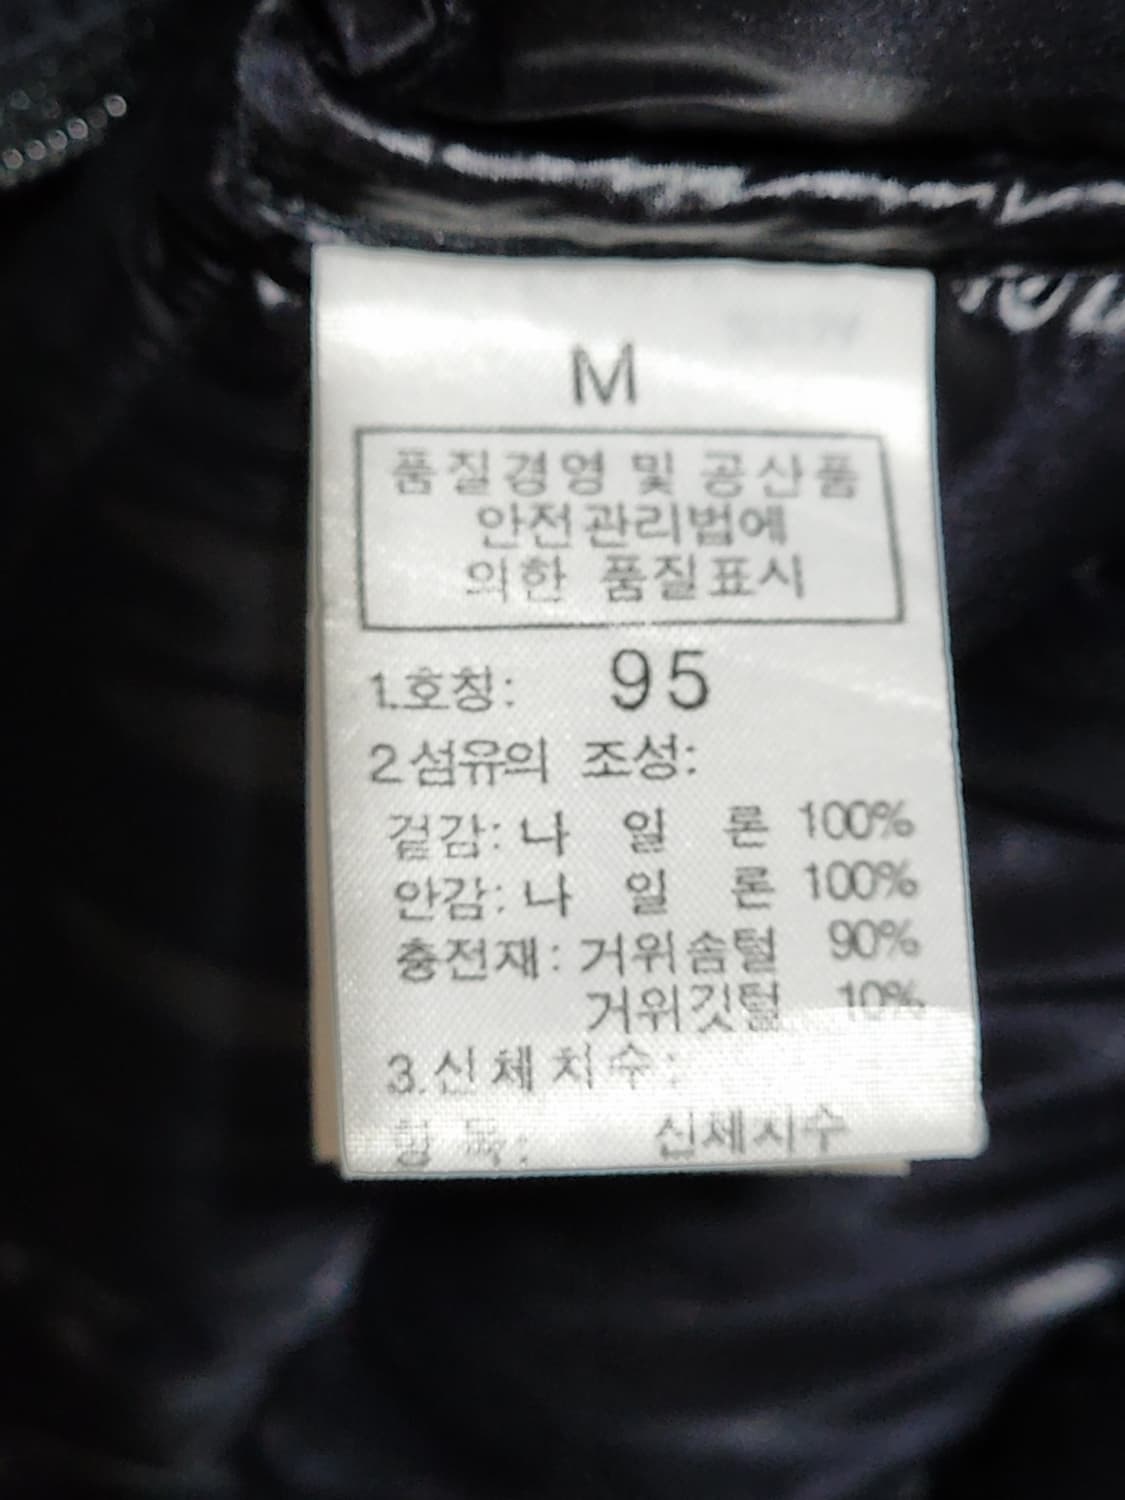 M
품질경영 및 공산품
안전관리법에
의한 품질표시
1.호칭: 95
2섬유의 조성:
겉감: 나 일 론 100%
안감: 나 일 론 100%
충전재: 거위솜털 90%
거위깃털 10%
3.신체치수:
항 목: 신체치수